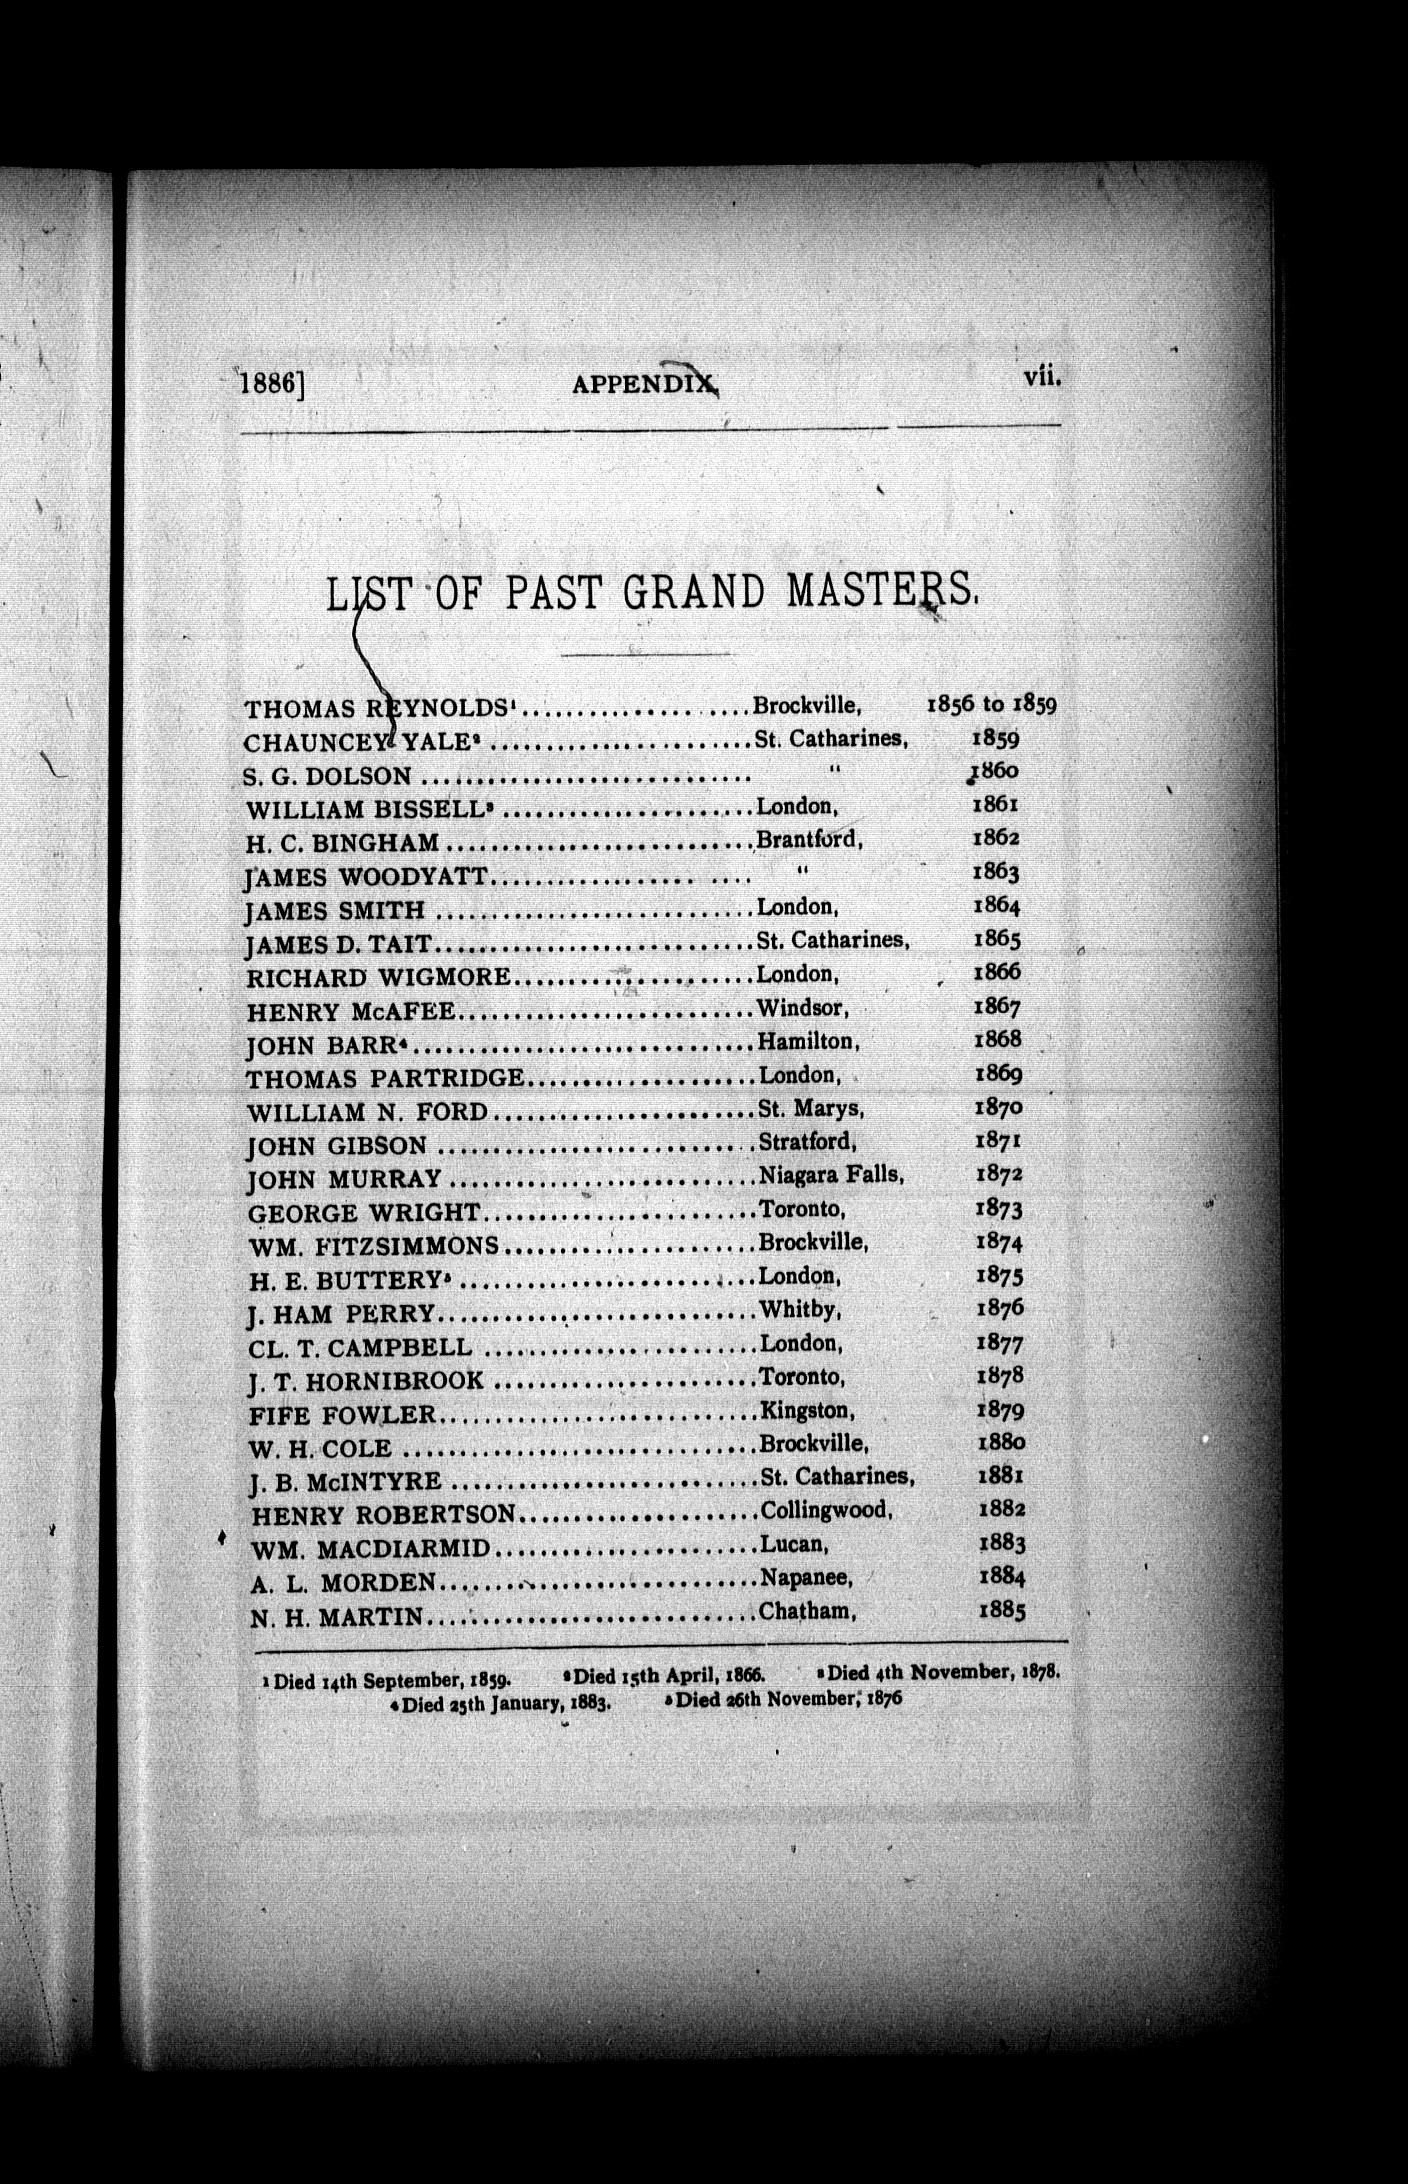 1886] APPENDIX, vii.
LIST OF PAST GRAND MASTERS.
THOMAS REYNOLDS¹.....................Brockville, 1856 to 1859
CHAUNCEY YALE² ........................St. Catharines, 1859
S. G. DOLSON .............................. " 1860
WILLIAM BISSELL³ .......................London, 1861
H. C. BINGHAM............................Brantford, 1862
JAMES WOODYATT....................... " 1863
JAMES SMITH .............................London, 1864
JAMES D. TAIT.............................St. Catharines, 1865
RICHARD WIGMORE......................London, 1866
HENRY McAFEE...........................Windsor, 1867
JOHN BARR⁴...............................Hamilton, 1868
THOMAS PARTRIDGE.....................London, 1869
WILLIAM N. FORD........................St. Marys, 1870
JOHN GIBSON .............................Stratford, 1871
JOHN MURRAY ............................Niagara Falls, 1872
GEORGE WRIGHT.........................Toronto, 1873
WM. FITZSIMMONS.......................Brockville, 1874
H. E. BUTTERY⁵ ...........................London, 1875
J. HAM PERRY.............................Whitby, 1876
CL. T. CAMPBELL .........................London, 1877
J. T. HORNIBROOK ........................Toronto, 1878
FIFE FOWLER.............................Kingston, 1879
W. H. COLE ................................Brockville, 1880
J. B. McINTYRE ............................St. Catharines, 1881
HENRY ROBERTSON......................Collingwood, 1882
WM. MACDIARMID........................Lucan, 1883
A. L. MORDEN.............................Napanee, 1884
N. H. MARTIN..............................Chatham, 1885
¹ Died 14th September, 1859. ² Died 15th April, 1866. ³ Died 4th November, 1878.
⁴ Died 25th January, 1883. ⁵ Died 26th November, 1876